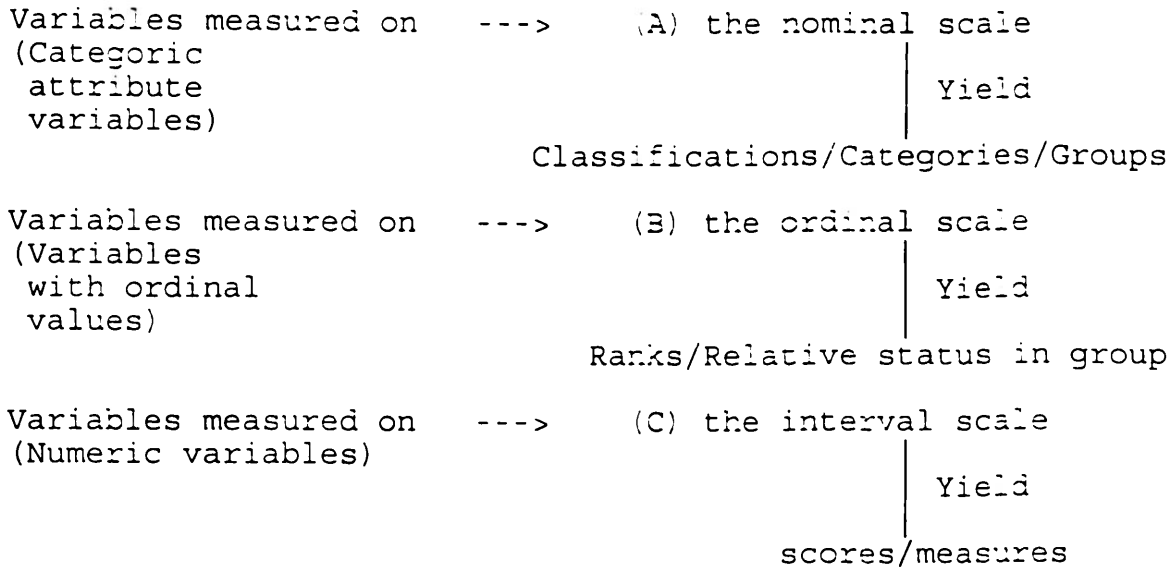 Variables measured on ---> (A) the nominal scale
(Categoric
attribute Yield
variables)
Classifications/Categories/Groups
Variables measured on ---> (B) the ordinal scale
(Variables
with ordinal Yield
values)
Ranks/Relative status in group
Variables measured on ---> (C) the interval scale
(Numeric variables)
Yield
scores/measures